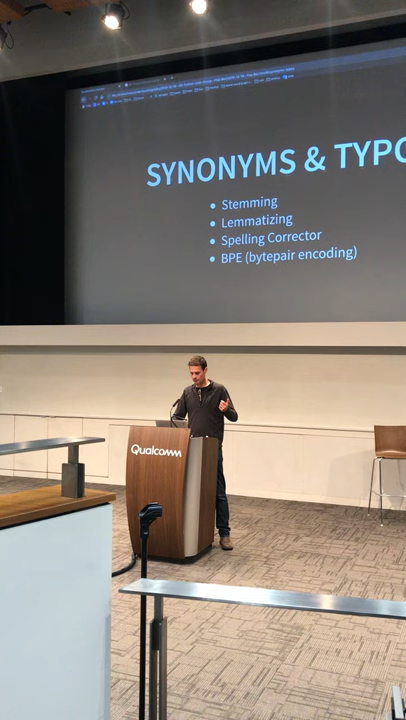 SYNONYMS & TYPO
• Stemming
• Lemmatizing
• Spelling Corrector
• BPE (bytepair encoding)
Qualcomm